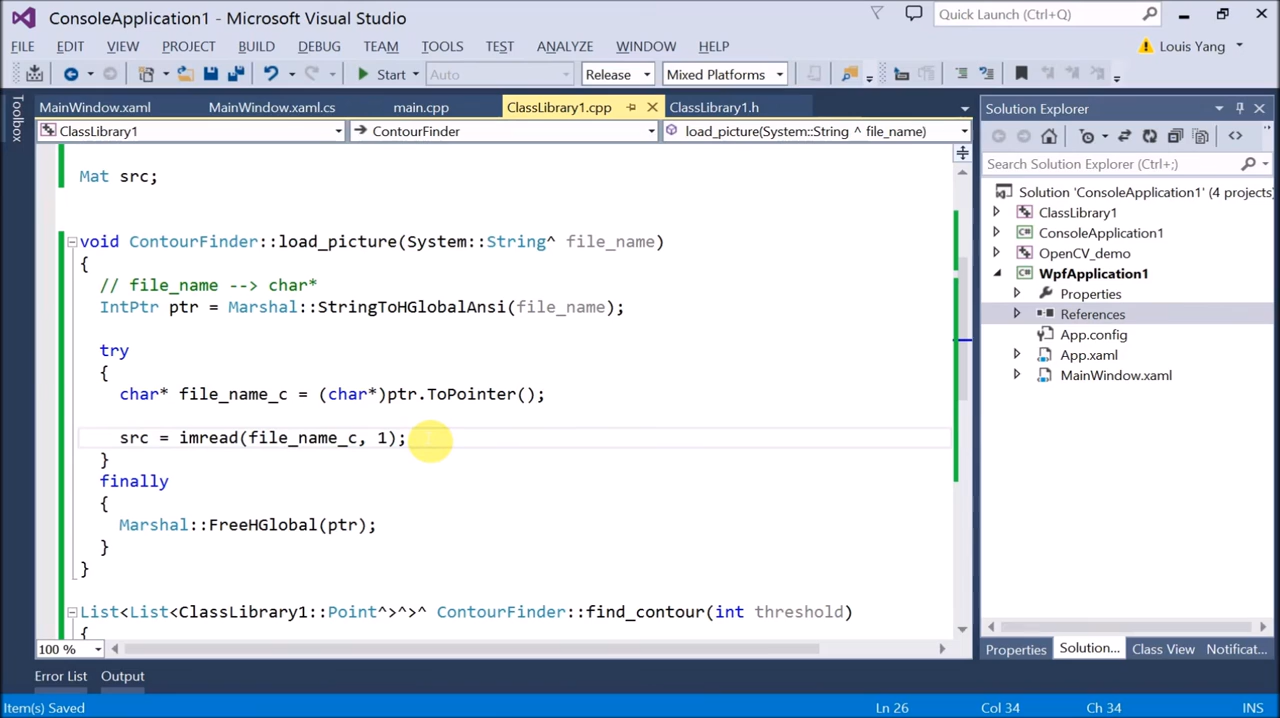 ConsoleApplication1 - Microsoft Visual Studio
Quick Launch (Ctrl+Q)
FILE EDIT VIEW PROJECT BUILD DEBUG TEAM TOOLS TEST ANALYZE WINDOW HELP
Louis Yang
Start Auto Release Mixed Platforms
Toolbox
MainWindow.xaml MainWindow.xaml.cs main.cpp ClassLibrary1.cpp ClassLibrary1.h
ClassLibrary1 ContourFinder load_picture(System::String ^ file_name)
Mat src;
void ContourFinder::load_picture(System::String^ file_name)
{
// file_name --> char*
IntPtr ptr = Marshal::StringToHGlobalAnsi(file_name);
try
{
char* file_name_c = (char*)ptr.ToPointer();
src = imread(file_name_c, 1);
}
finally
{
Marshal::FreeHGlobal(ptr);
}
}
List<List<ClassLibrary1::Point^>^>^ ContourFinder::find_contour(int threshold)
{
100 %
Solution Explorer
Search Solution Explorer (Ctrl+;)
Solution 'ConsoleApplication1' (4 projects)
ClassLibrary1
ConsoleApplication1
OpenCV_demo
WpfApplication1
Properties
References
App.config
App.xaml
MainWindow.xaml
Properties Solution... Class View Notificat...
Error List Output
Item(s) Saved Ln 26 Col 34 Ch 34 INS